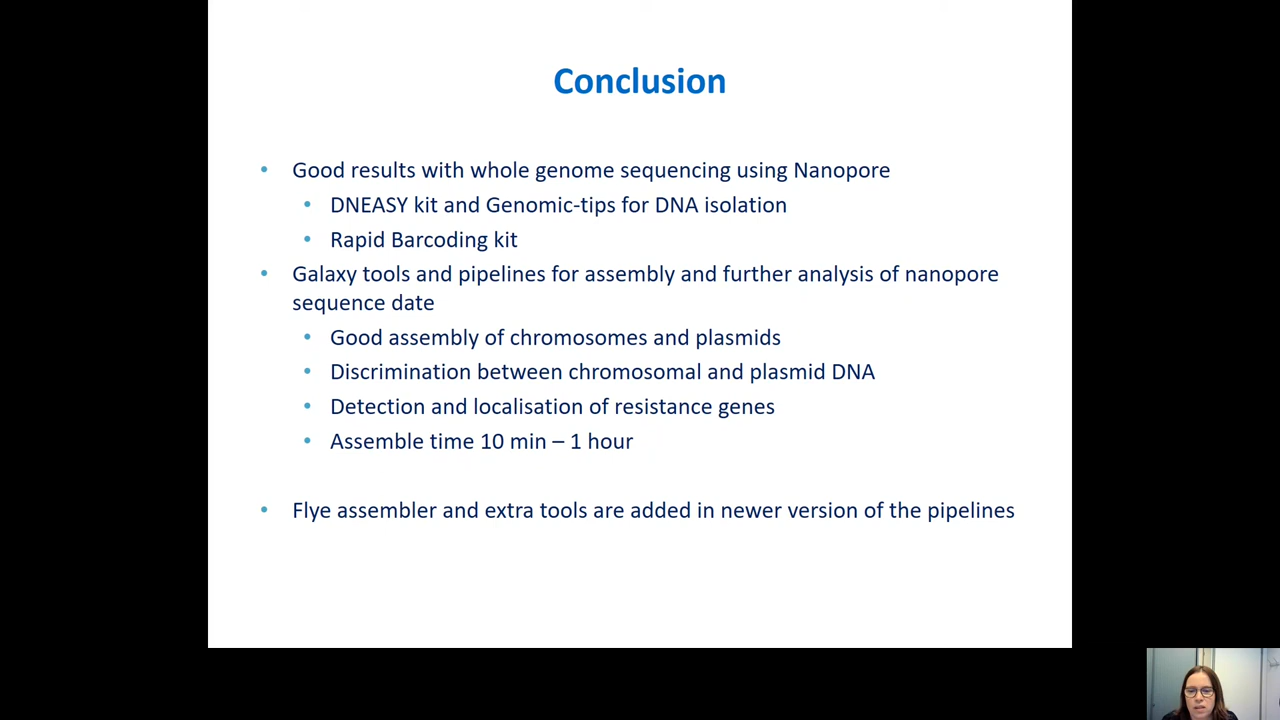 Conclusion
• Good results with whole genome sequencing using Nanopore
• DNEASY kit and Genomic-tips for DNA isolation
• Rapid Barcoding kit
• Galaxy tools and pipelines for assembly and further analysis of nanopore
sequence date
• Good assembly of chromosomes and plasmids
• Discrimination between chromosomal and plasmid DNA
• Detection and localisation of resistance genes
• Assemble time 10 min – 1 hour
• Flye assembler and extra tools are added in newer version of the pipelines